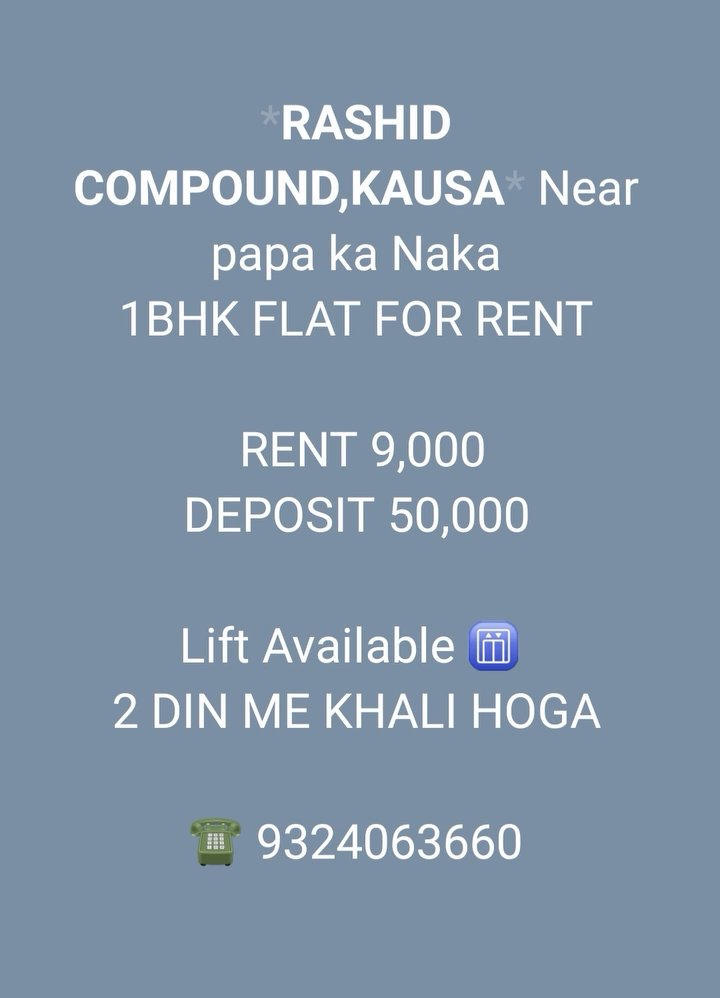 *RASHID
COMPOUND,KAUSA* Near
papa ka Naka
1BHK FLAT FOR RENT
RENT 9,000
DEPOSIT 50,000
Lift Available 🛗
2 DIN ME KHALI HOGA
☎️ 9324063660